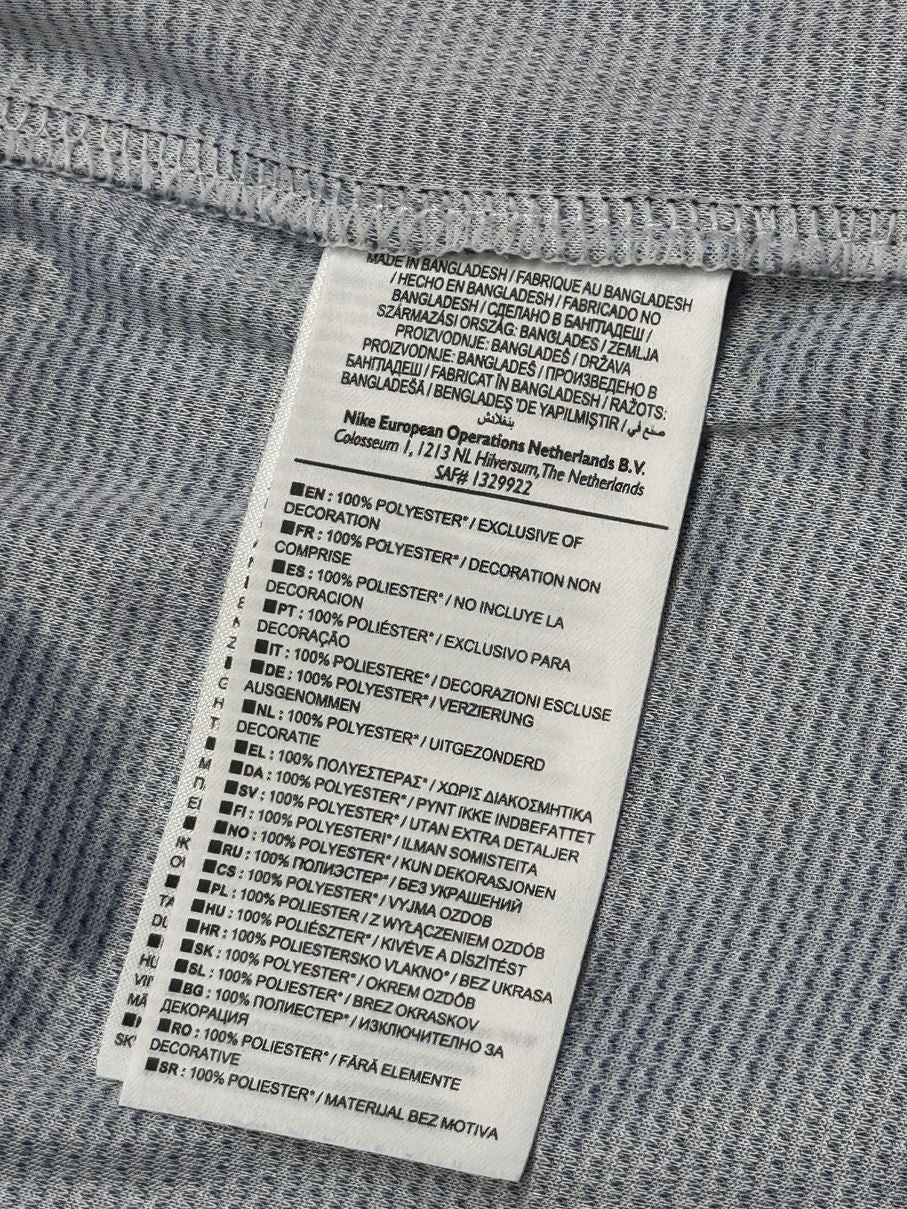 MADE IN BANGLADESH / FABRIQUE AU BANGLADESH
/ HECHO EN BANGLADESH / FABRICADO NO
BANGLADESH / СДЕЛАНО В БАНГЛАДЕШ /
SZÁRMAZÁSI ORSZÁG: BANGLADES / ZEMLJA
PROIZVODNJE: BANGLADEŠ / DRŽAVA
PROIZVODNJE: BANGLADEŠ / ПРОИЗВЕДЕНО В
БАНГЛАДЕШ / FABRICAT ÎN BANGLADESH / RAŽOTS:
BANGLADEŠĀ / BENGLADEŞ 'DE YAPILMIŞTIR / صنع في
بنغلادش
Nike European Operations Netherlands B.V.
Colosseum 1, 1213 NL Hilversum, The Netherlands
SAF# 1329922
■EN : 100% POLYESTER* / EXCLUSIVE OF
DECORATION
■FR : 100% POLYESTER* / DECORATION NON
COMPRISE
■ES : 100% POLIESTER* / NO INCLUYE LA
DECORACION
■PT : 100% POLIÉSTER* / EXCLUSIVO PARA
DECORAÇÃO
■IT : 100% POLIESTERE* / DECORAZIONI ESCLUSE
■DE : 100% POLYESTER* / VERZIERUNG
AUSGENOMMEN
■NL : 100% POLYESTER* / UITGEZONDERD
DECORATIE
■EL : 100% ΠΟΛΥΕΣΤΕΡΑΣ* / ΧΩΡΙΣ ΔΙΑΚΟΣΜΗΤΙΚΑ
■DA : 100% POLYESTER* / PYNT IKKE INDBEFATTET
■SV : 100% POLYESTER* / UTAN EXTRA DETALJER
■FI : 100% POLYESTERI* / ILMAN SOMISTEITA
■NO : 100% POLYESTER* / KUN DEKORASJONEN
■RU : 100% ПОЛИЭСТЕР* / БЕЗ УКРАШЕНИЙ
■CS : 100% POLYESTER* / VYJMA OZDOB
■PL : 100% POLIESTER / Z WYŁĄCZENIEM OZDÓB
■HU : 100% POLIÉSZTER* / KIVÉVE A DÍSZÍTÉST
■HR : 100% POLIESTERSKO VLAKNO* / BEZ UKRASA
■SK : 100% POLYESTER* / OKREM OZDÔB
■SL : 100% POLIESTER* / BREZ OKRASKOV
■BG : 100% ПОЛИЕСТЕР* / ИЗКЛЮЧИТЕЛНО ЗА
ДЕКОРАЦИЯ
■RO : 100% POLIESTER* / FĂRĂ ELEMENTE
DECORATIVE
■SR : 100% POLIESTER* / MATERIJAL BEZ MOTIVA